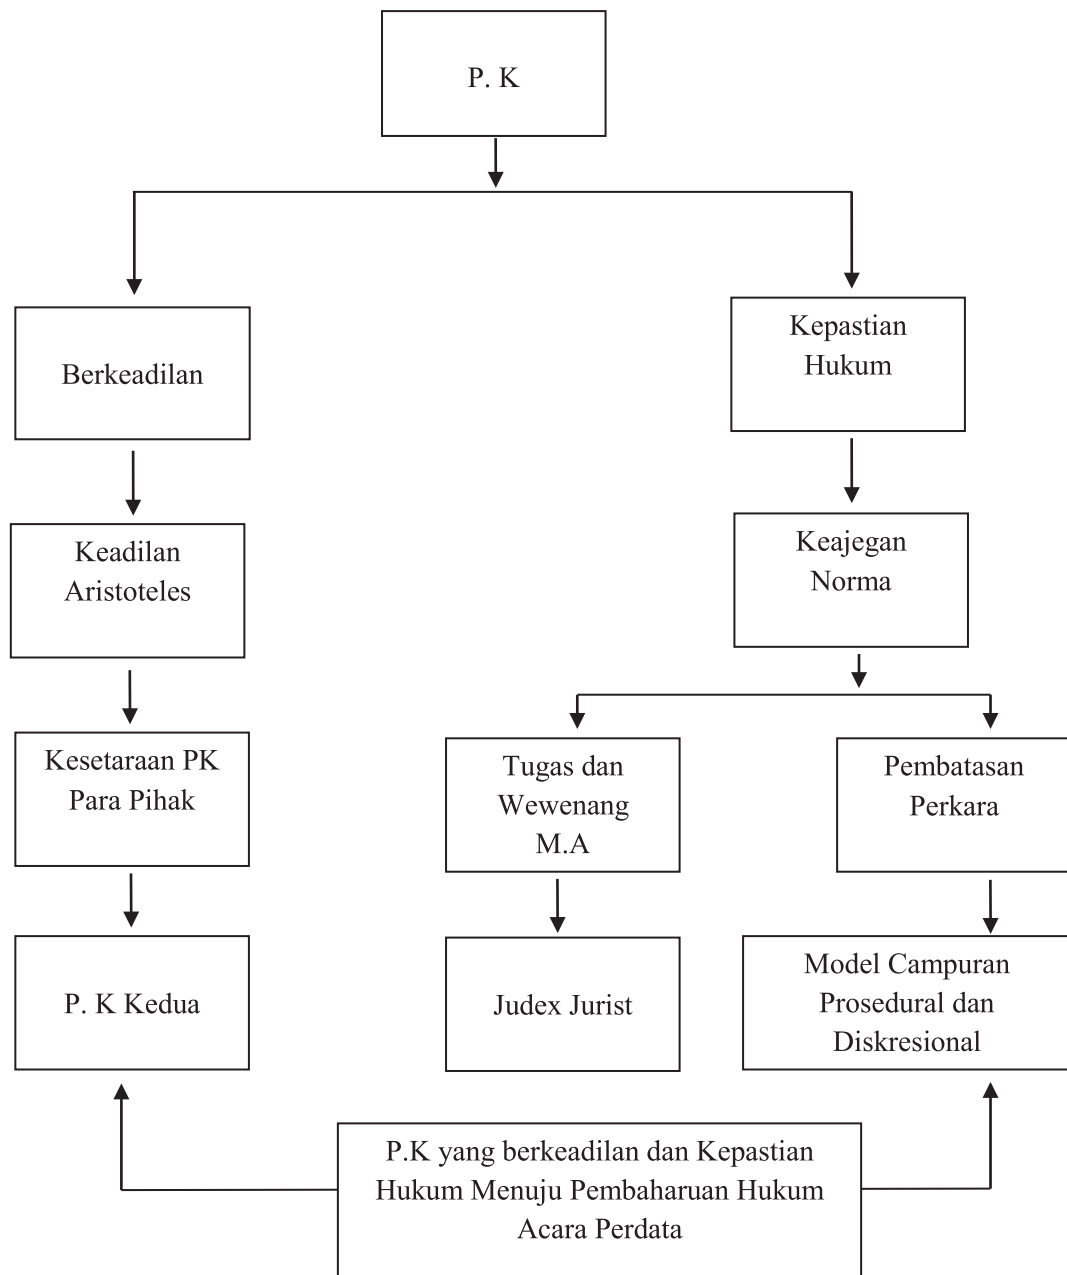 P. K
Berkeadilan
Kepastian
Hukum
Keadilan
Aristoteles
Keajegan
Norma
Kesetaraan PK
Para Pihak
Tugas dan
Wewenang
M.A
Pembatasan
Perkara
P. K Kedua
Judex Jurist
Model Campuran
Prosedural dan
Diskresional
P.K yang berkeadilan dan Kepastian
Hukum Menuju Pembaharuan Hukum
Acara Perdata